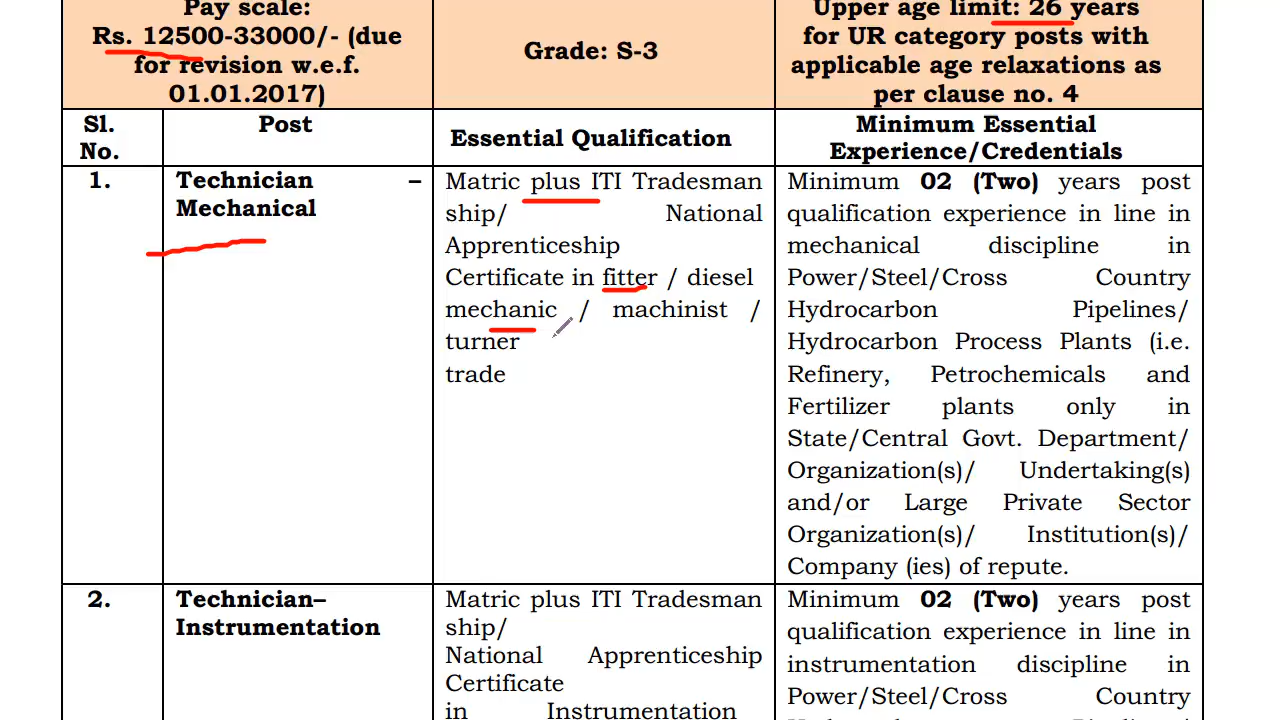 Pay scale:
Rs. 12500-33000/- (due
for revision w.e.f.
01.01.2017)
Grade: S-3
Upper age limit: 26 years
for UR category posts with
applicable age relaxations as
per clause no. 4
Sl.
No.
Post
Essential Qualification
Minimum Essential
Experience/Credentials
1.
Technician –
Mechanical
Matric plus ITI Tradesman
ship/ National
Apprenticeship
Certificate in fitter / diesel
mechanic / machinist /
turner
trade
Minimum 02 (Two) years post
qualification experience in line in
mechanical discipline in
Power/Steel/Cross Country
Hydrocarbon Pipelines/
Hydrocarbon Process Plants (i.e.
Refinery, Petrochemicals and
Fertilizer plants only in
State/Central Govt. Department/
Organization(s)/ Undertaking(s)
and/or Large Private Sector
Organization(s)/ Institution(s)/
Company (ies) of repute.
2.
Technician–
Instrumentation
Matric plus ITI Tradesman
ship/
National Apprenticeship
Certificate
in Instrumentation
Minimum 02 (Two) years post
qualification experience in line in
instrumentation discipline in
Power/Steel/Cross Country